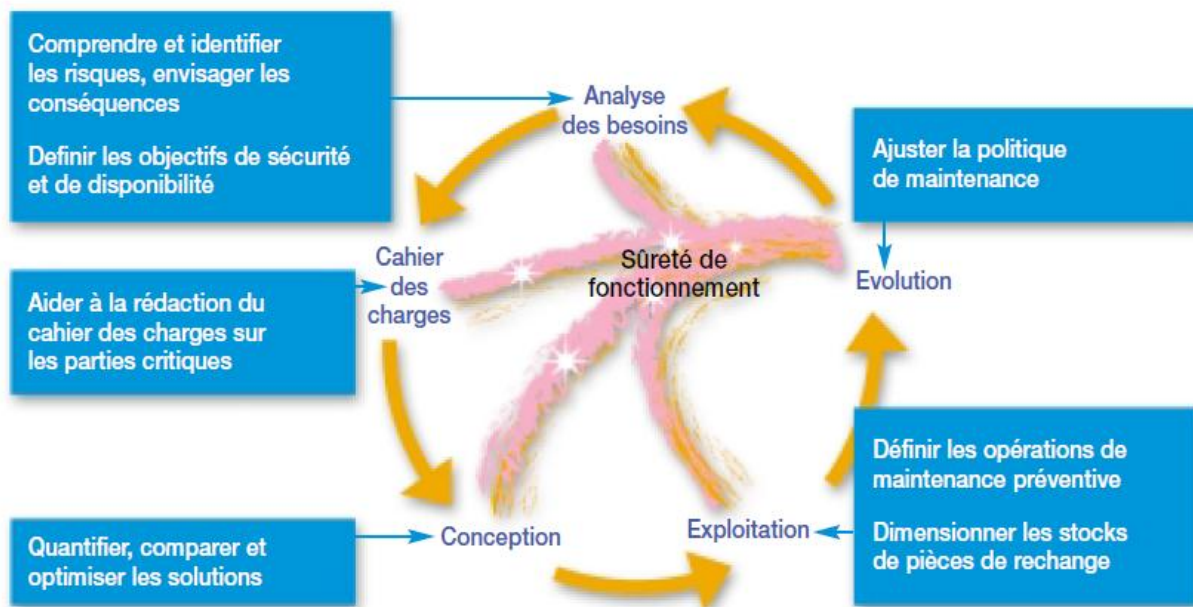 Comprendre et identifier
les risques, envisager les
conséquences
Definir les objectifs de sécurité
et de disponibilité
Analyse
des besoins
Ajuster la politique
de maintenance
Cahier
des
charges
Sûreté de
fonctionnement
Evolution
Aider à la rédaction du
cahier des charges sur
les parties critiques
Définir les opérations de
maintenance préventive
Dimensionner les stocks
de pièces de rechange
Quantifier, comparer et
optimiser les solutions
Conception
Exploitation